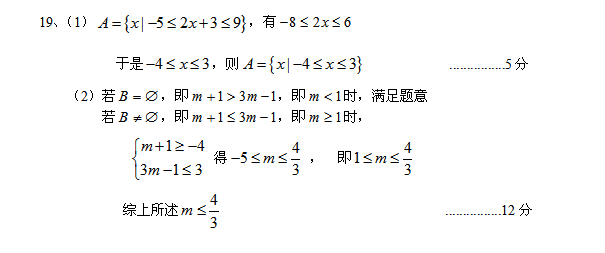 19、（1） A={x|−5≤2x+3≤9}，有−8≤2x≤6
于是−4≤x≤3，则 A={x|−4≤x≤3} ................5分
（2）若 B=∅，即 m+1>3m−1，即 m<1时，满足题意
若 B≠∅，即 m+1≤3m−1，即 m≥1时，
{m+1≥−4
3m−1≤3 得−5≤m≤4/3 ， 即1≤m≤4/3
综上所述 m≤4/3 ................12分